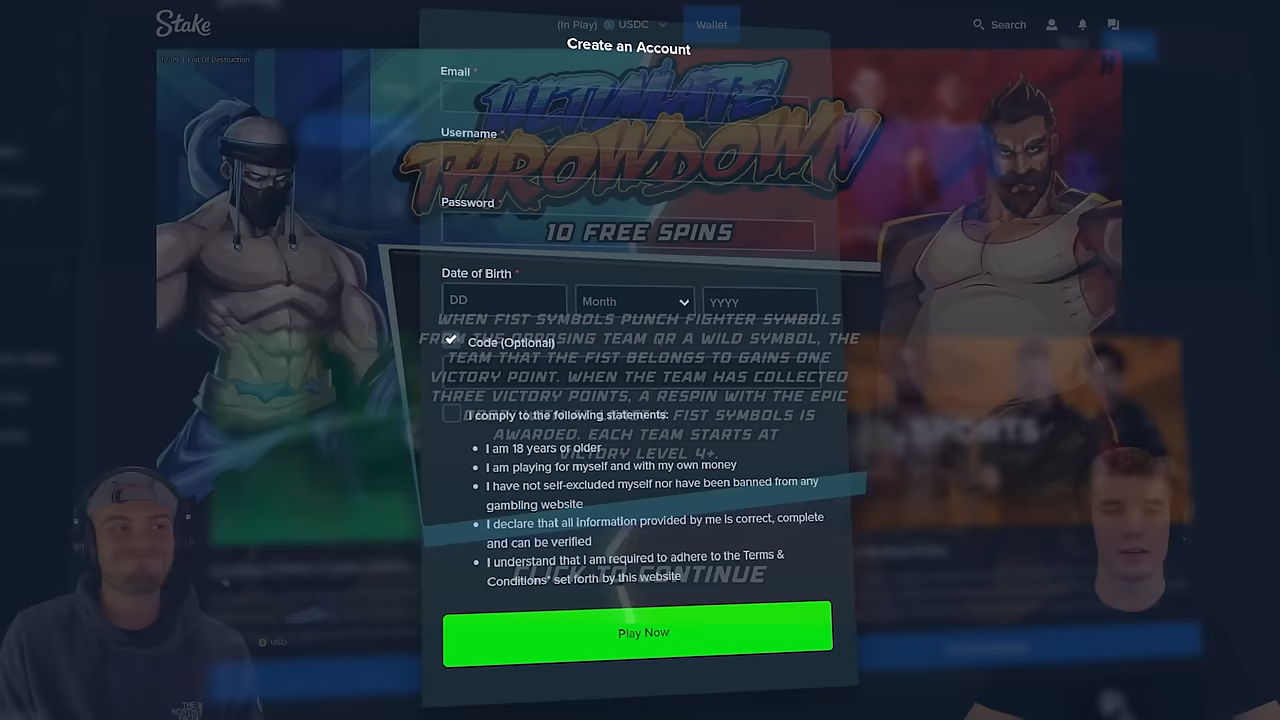 Stake
(In Play) USDC
Wallet
Search
Create an Account
Email *
ULTIMATE
THROWDOWN
Username *
Password
10 FREE SPINS
Date of Birth *
DD
Month
YYYY
WHEN FIST SYMBOLS PUNCH FIGHTER SYMBOLS
FROM THE OPPOSING TEAM OR A WILD SYMBOL, THE
TEAM THAT THE FIST BELONGS TO GAINS ONE
VICTORY POINT. WHEN THE TEAM HAS COLLECTED
THREE VICTORY POINTS, A RESPIN WITH THE EPIC
FIST SYMBOLS IS
AWARDED. EACH TEAM STARTS AT
VICTORY LEVEL 4+.
Code (Optional)
I comply to the following statements:
I am 18 years or older
I am playing for myself and with my own money
I have not self-excluded myself nor have been banned from any
gambling website
I declare that all information provided by me is correct, complete
and can be verified
I understand that I am required to adhere to the Terms &
Conditions* set forth by this website
CLICK TO CONTINUE
Play Now
SPORTS
USD
THE
NORTH
FACE